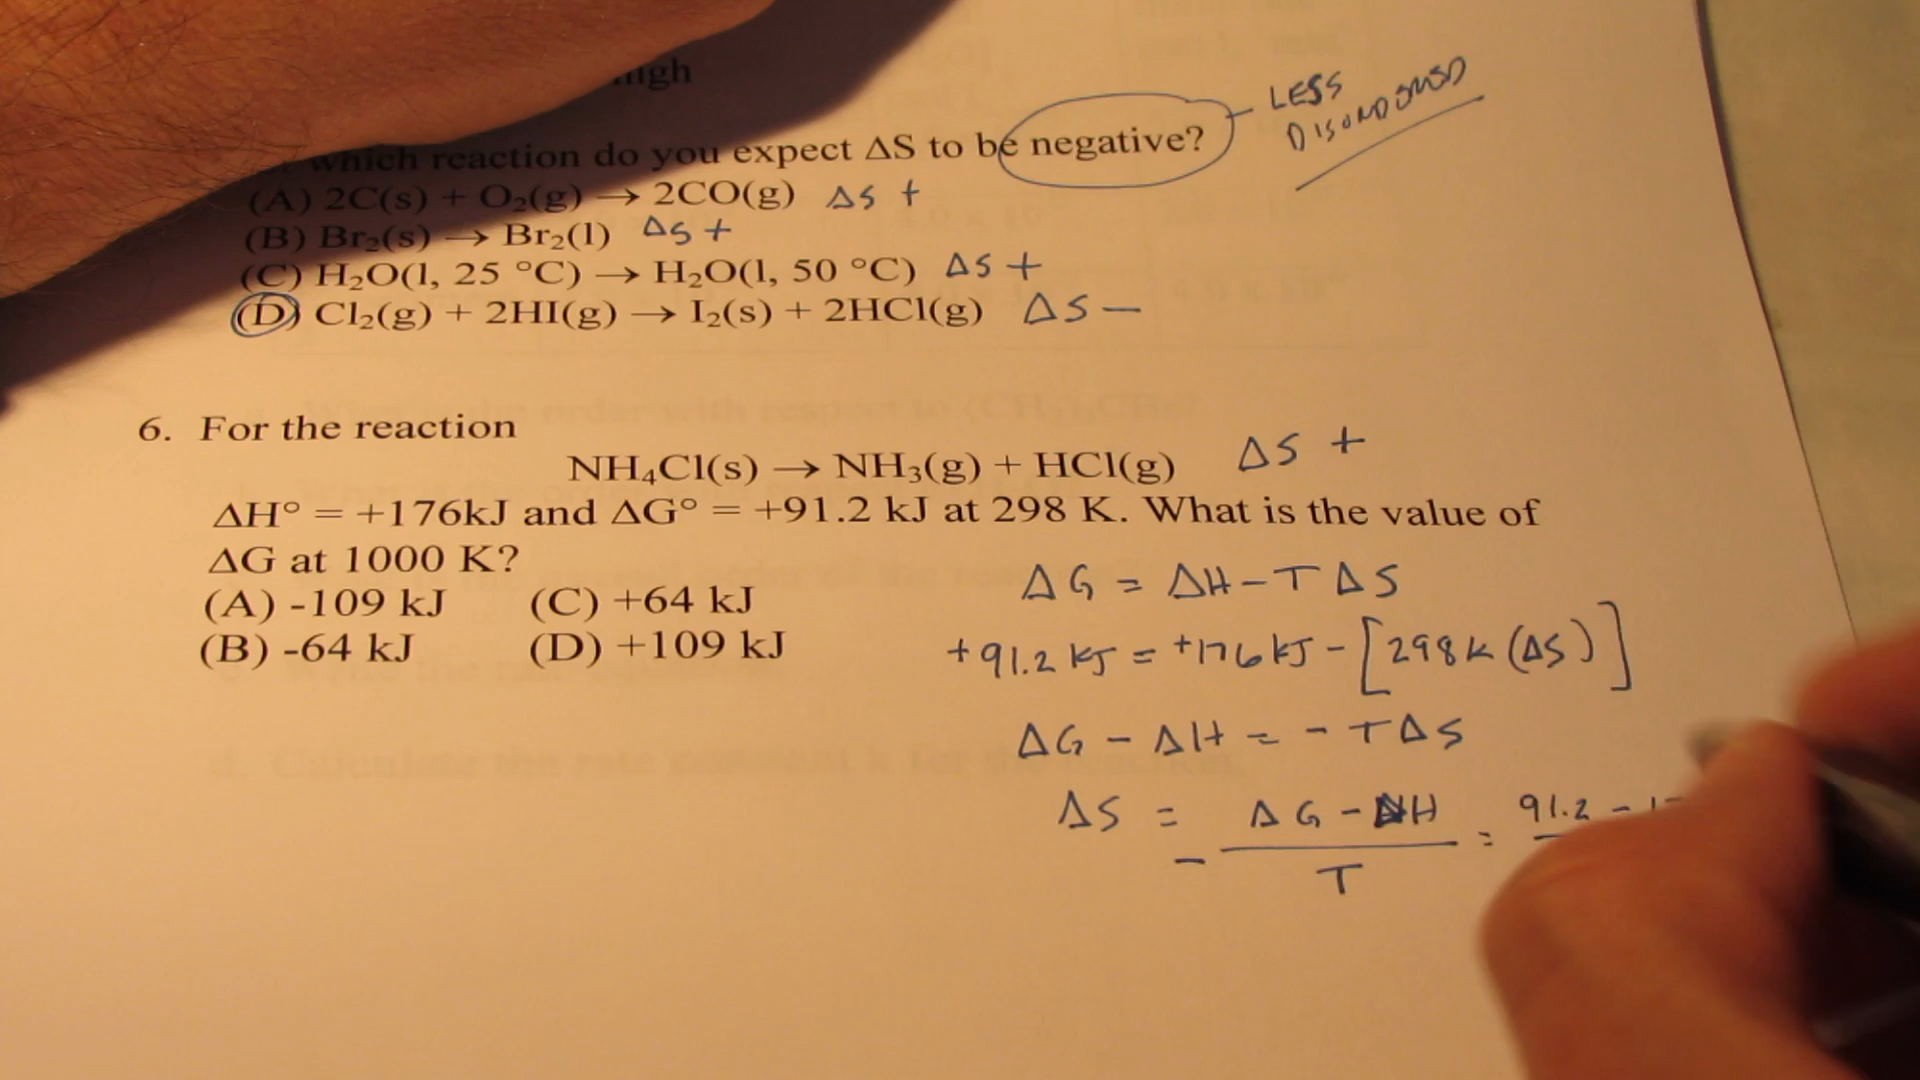 high
which reaction do you expect ΔS to be negative? - LESS DISORDERED
(A) 2C(s) + O₂(g) → 2CO(g) ΔS +
(B) Br₂(s) → Br₂(l) ΔS +
(C) H₂O(l, 25 °C) → H₂O(l, 50 °C) ΔS +
(D) Cl₂(g) + 2HI(g) → I₂(s) + 2HCl(g) ΔS −
6. For the reaction
NH₄Cl(s) → NH₃(g) + HCl(g) ΔS +
ΔH° = +176kJ and ΔG° = +91.2 kJ at 298 K. What is the value of
ΔG at 1000 K?
(A) -109 kJ (C) +64 kJ
(B) -64 kJ (D) +109 kJ
ΔG = ΔH − TΔS
+91.2 kJ = +176 kJ − [298 K (ΔS)]
ΔG − ΔH = − TΔS
ΔS = ΔG − ΔH = 91.2 −
− T